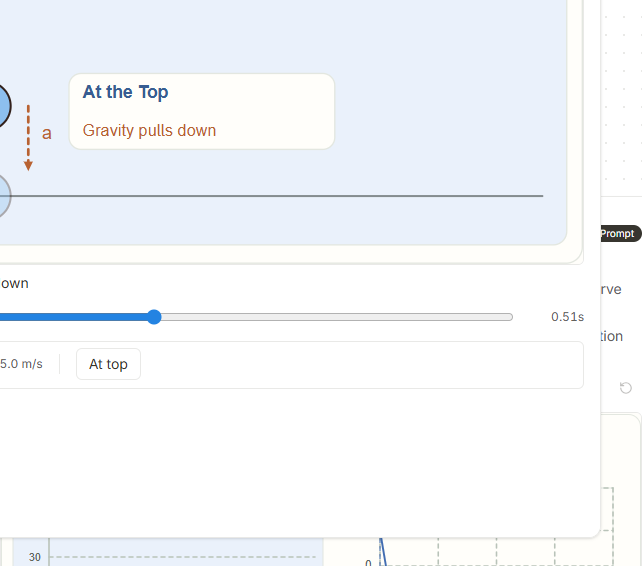 At the Top
Gravity pulls down
a
Prompt
own
rve
0.51s
tion
5.0 m/s
At top
30
0